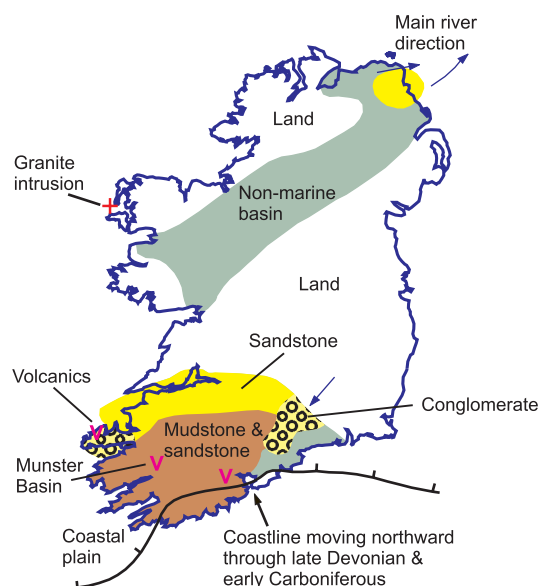 Main river
direction
Land
Granite
intrusion
Non-marine
basin
Land
Sandstone
Volcanics
Conglomerate
Mudstone &
sandstone
Munster
Basin
V
V
V
Coastal
plain
Coastline moving northward
through late Devonian &
early Carboniferous